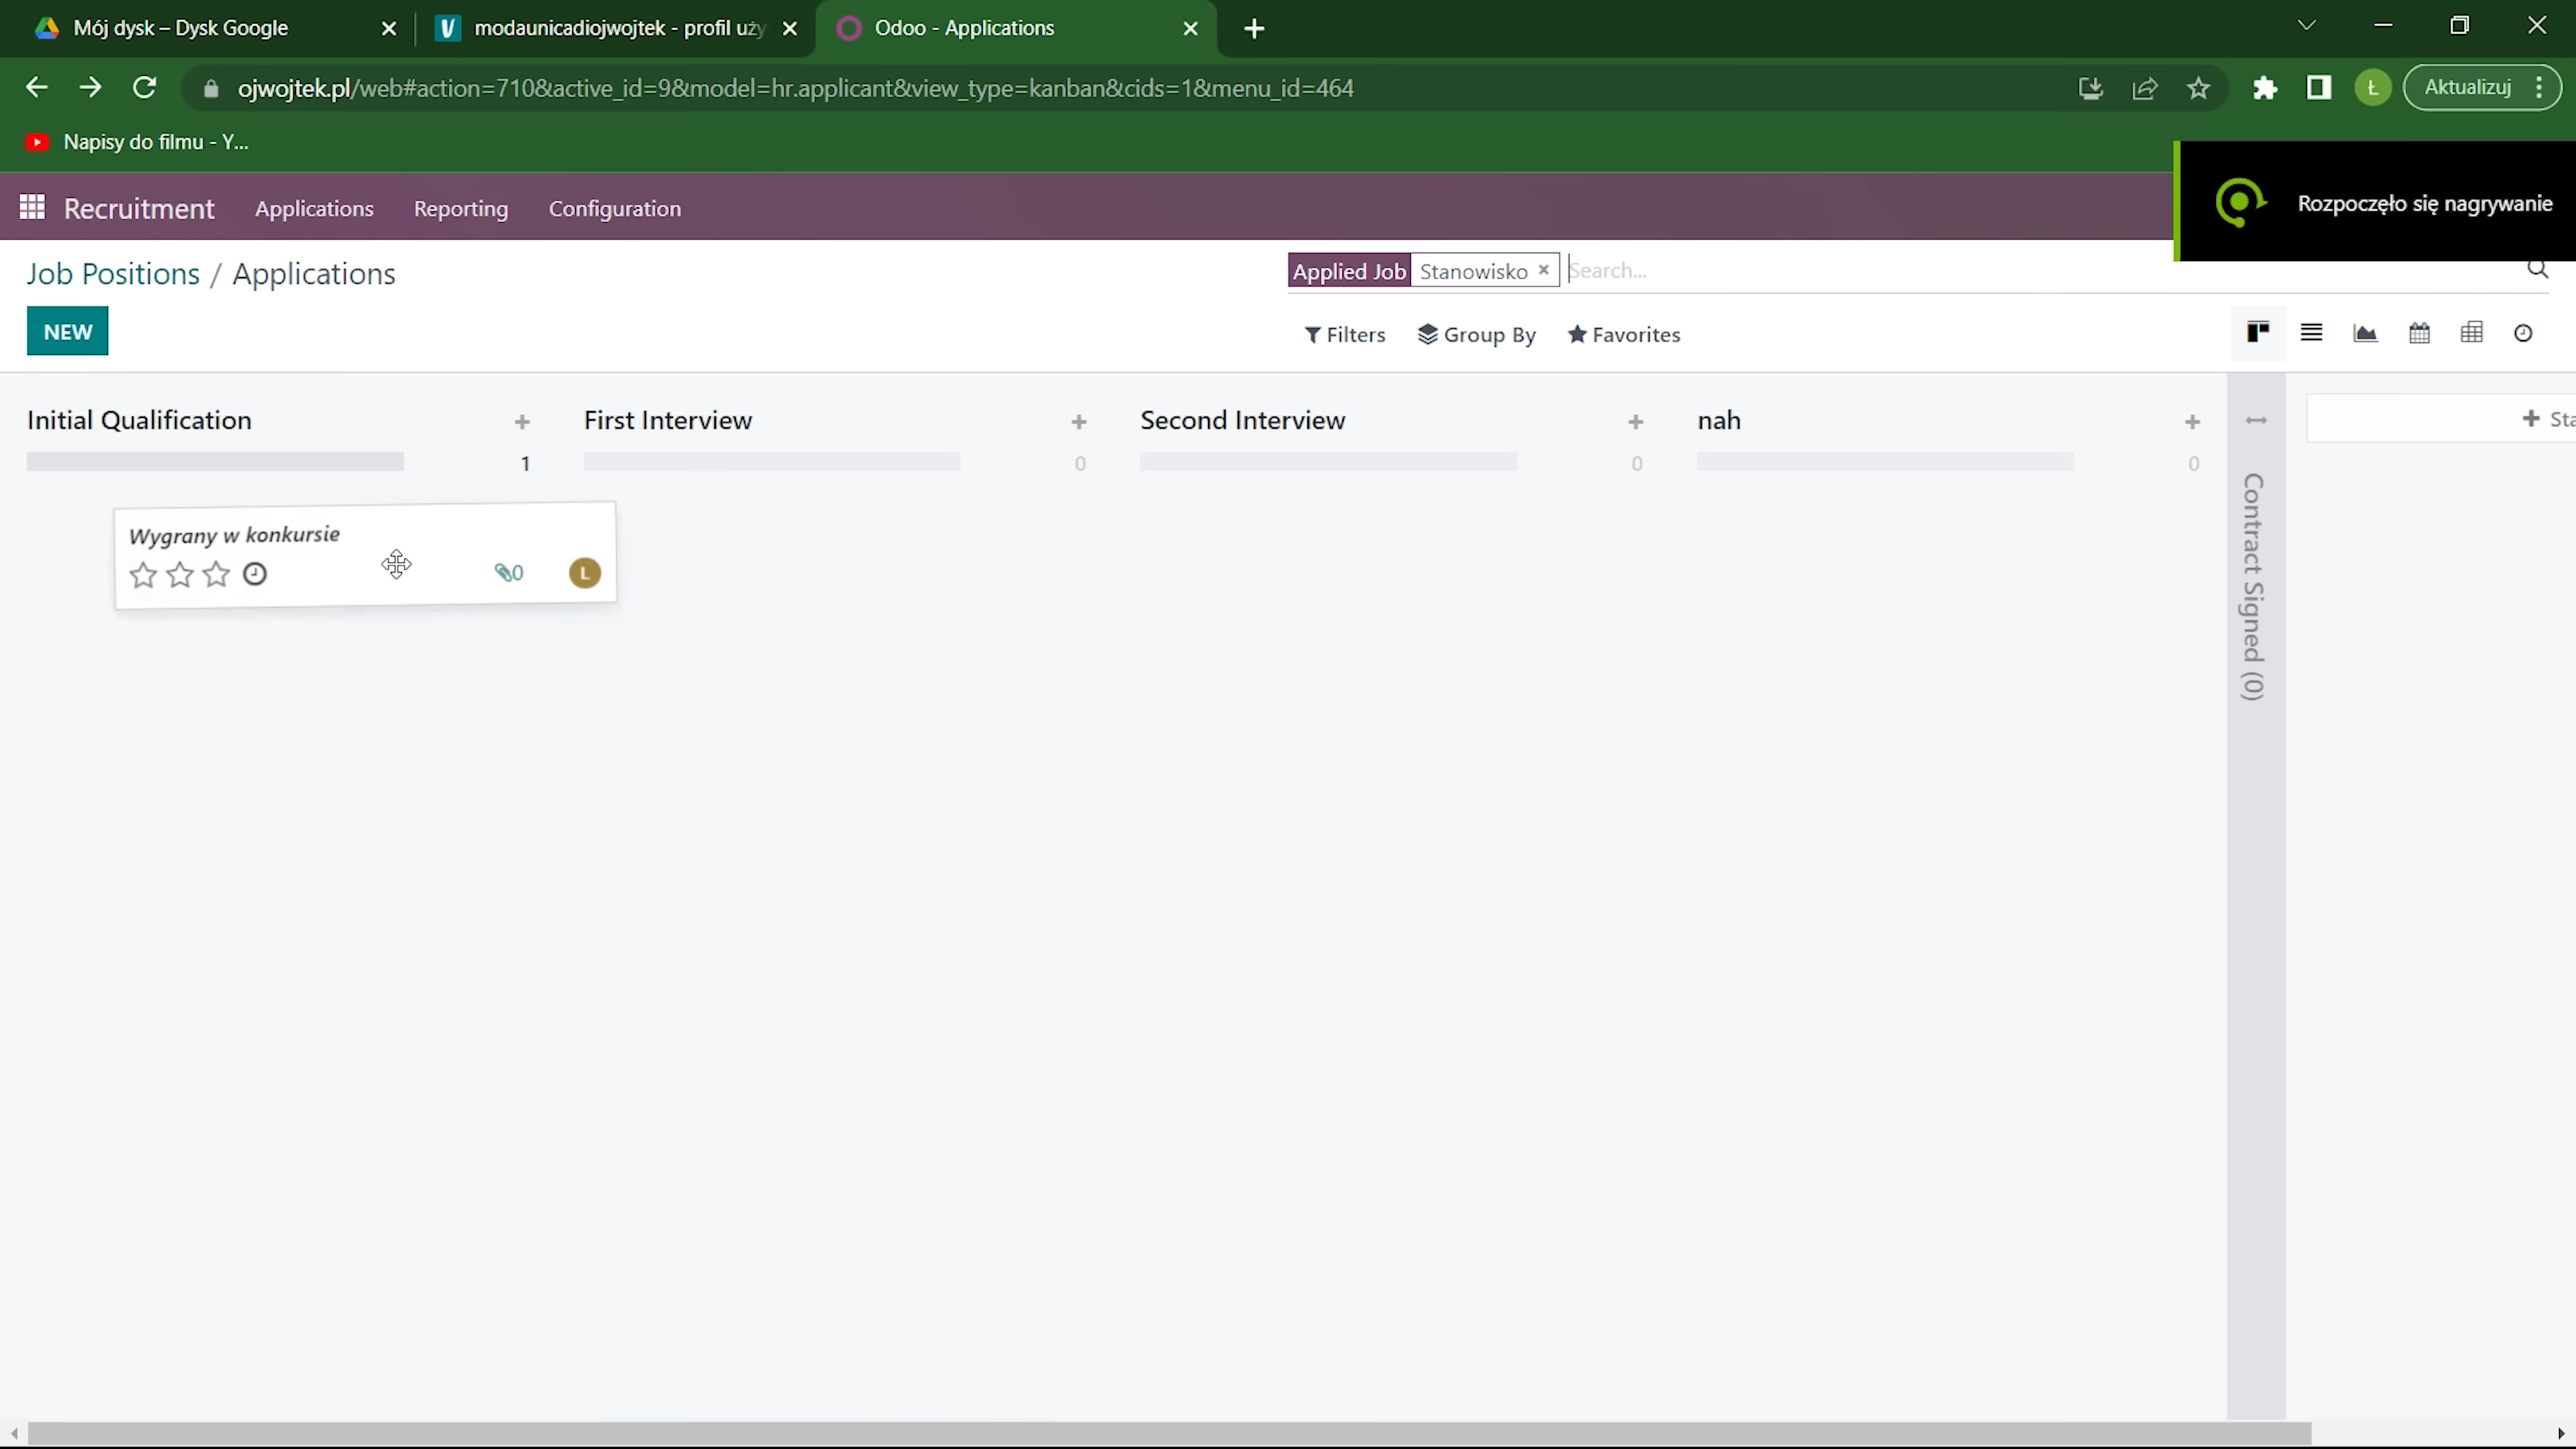 Mój dysk – Dysk Google
modaunicadiojwojtek - profil uży
Odoo - Applications
ojwojtek.pl/web#action=710&active_id=9&model=hr.applicant&view_type=kanban&cids=1&menu_id=464
Ł
Aktualizuj
Napisy do filmu - Y...
Recruitment
Applications
Reporting
Configuration
Rozpoczęło się nagrywanie
Job Positions / Applications
Applied Job Stanowisko × Search...
NEW
Filters
Group By
Favorites
Initial Qualification +
1
First Interview +
0
Second Interview +
0
nah +
0
Contract Signed (0)
+ Sta
Wygrany w konkursie
0
L